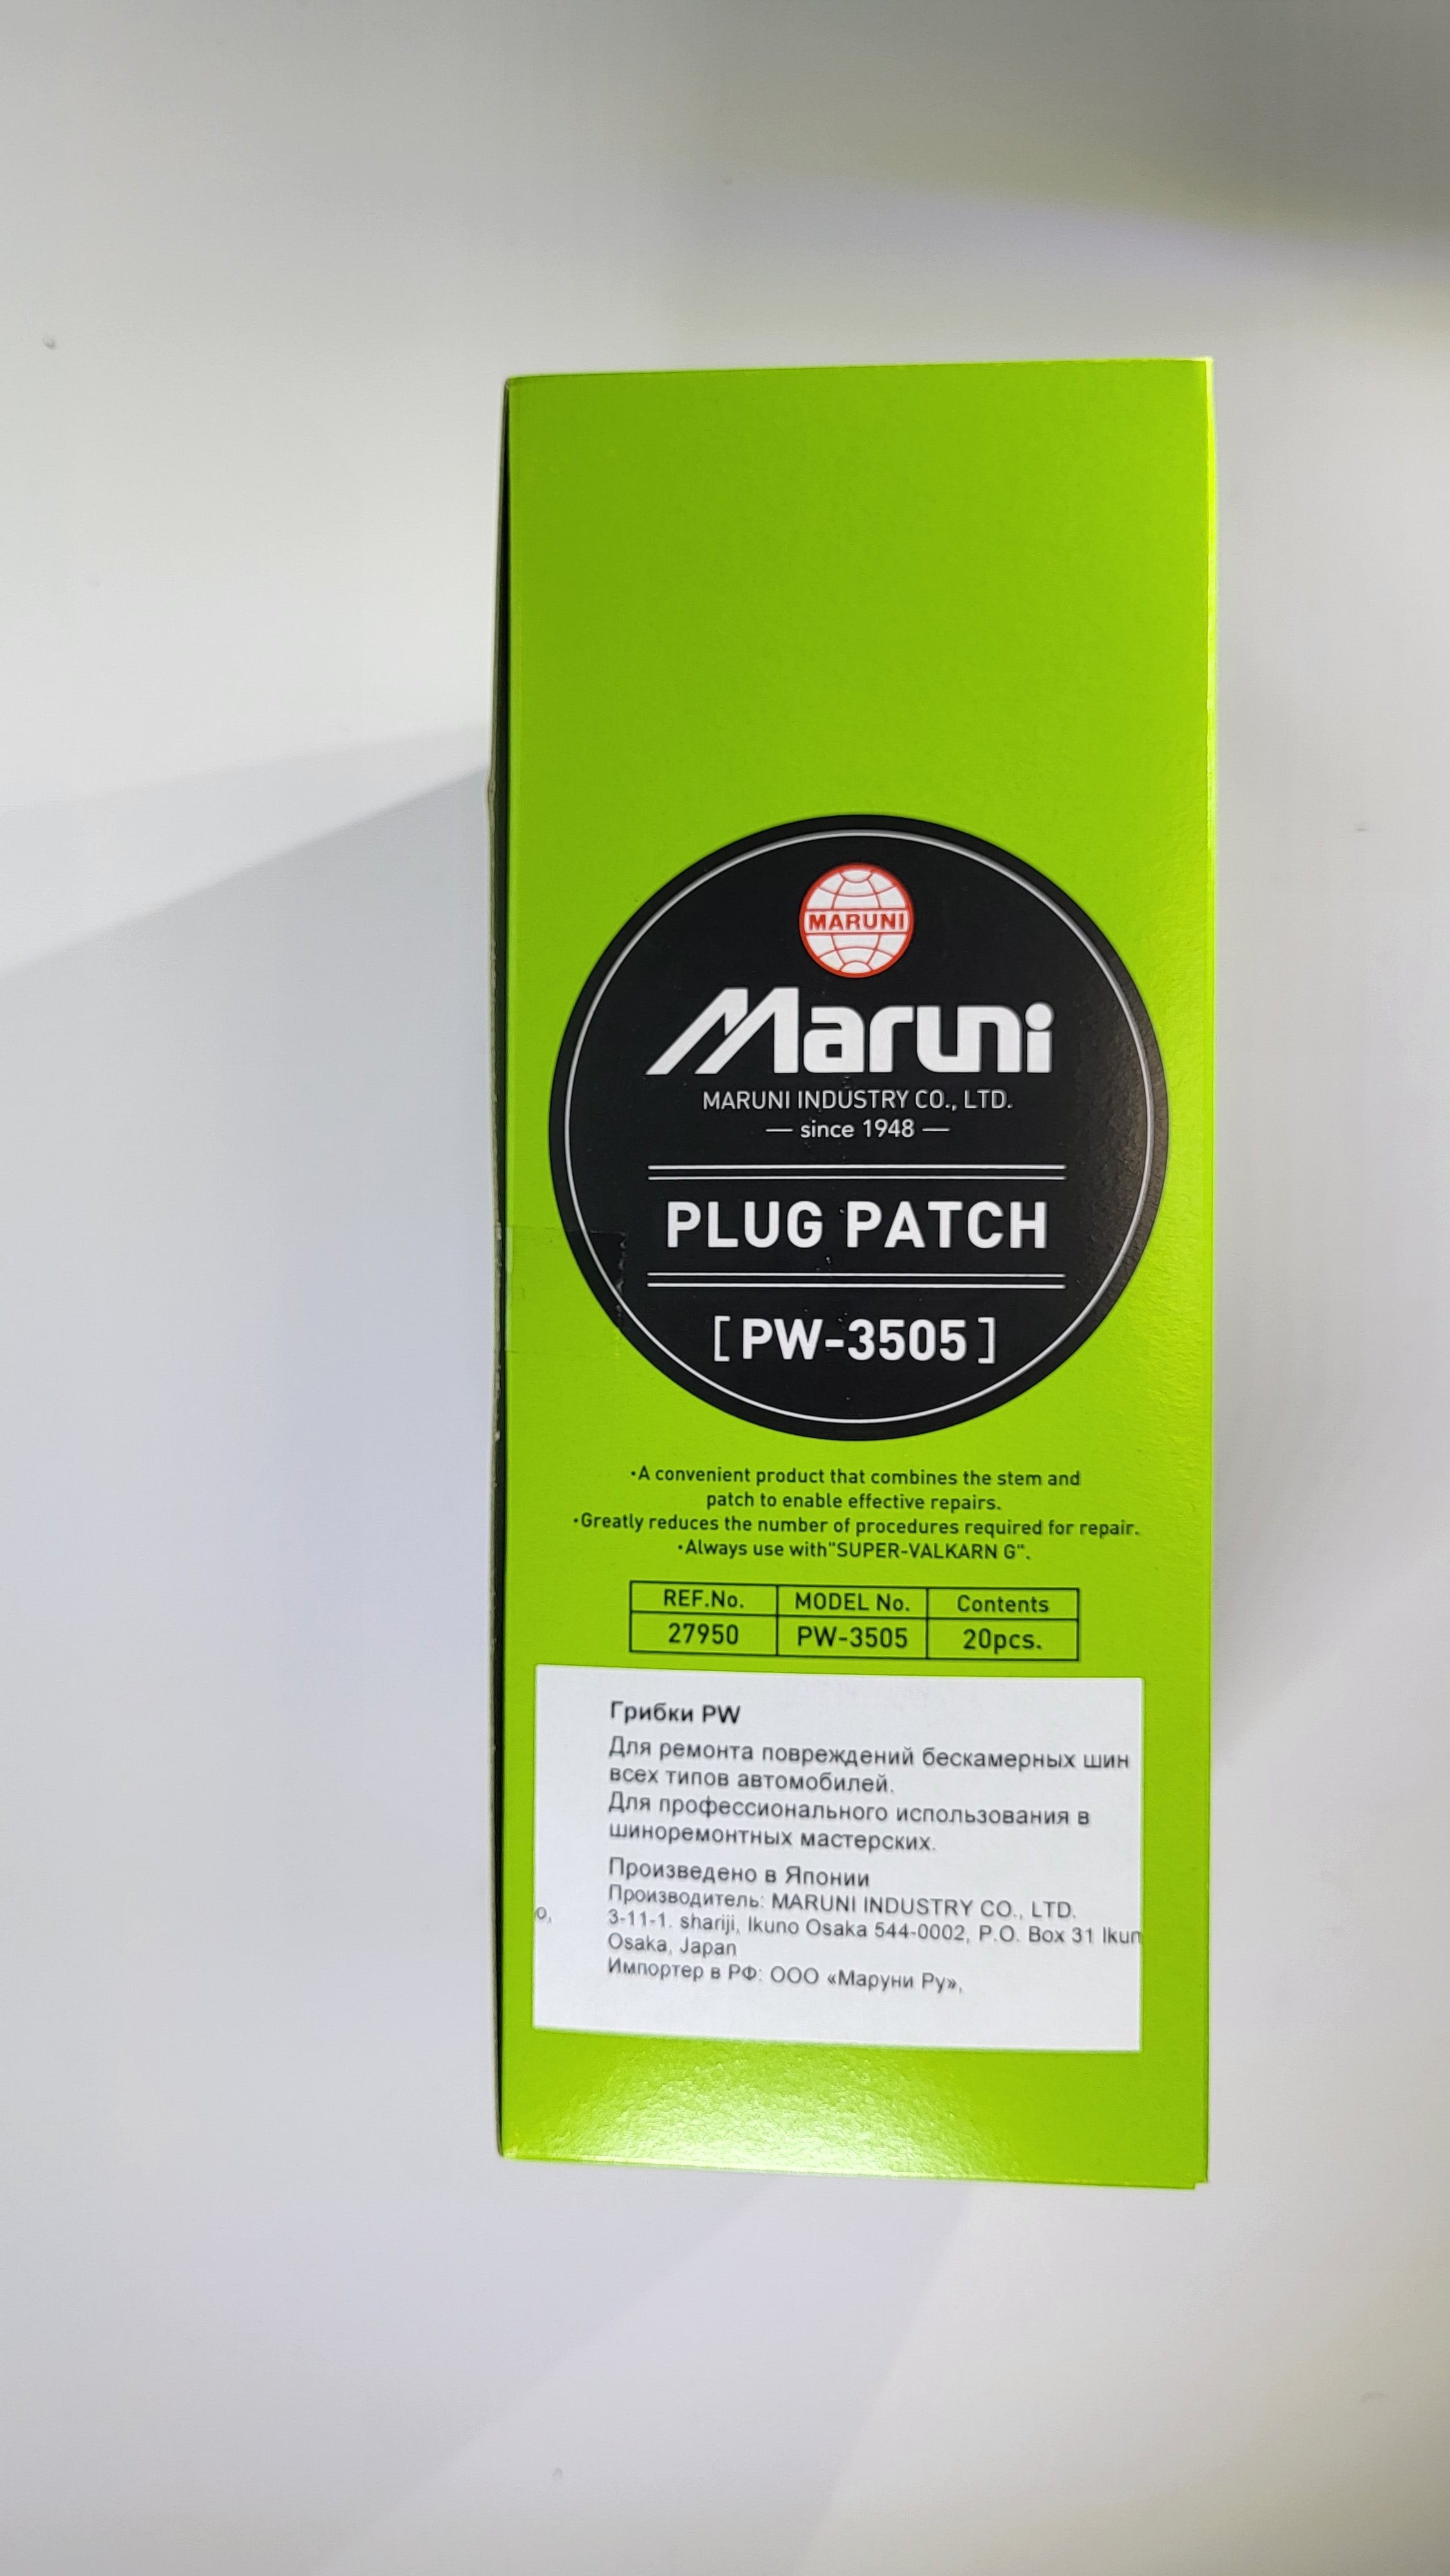 MARUNI
Maruni
MARUNI INDUSTRY CO., LTD.
— since 1948 —
PLUG PATCH
[PW-3505]
・A convenient product that combines the stem and
patch to enable effective repairs.
・Greatly reduces the number of procedures required for repair.
・Always use with"SUPER-VALKARN G".
REF.No. MODEL No. Contents
27950 PW-3505 20pcs.
Грибки PW
Для ремонта повреждений бескамерных шин
всех типов автомобилей.
Для профессионального использования в
шиноремонтных мастерских.
Произведено в Японии
Производитель: MARUNI INDUSTRY CO., LTD.
о, 3-11-1. shariji, Ikuno Osaka 544-0002, P.O. Box 31 Ikun
Osaka, Japan
Импортер в РФ: ООО «Маруни Ру»,